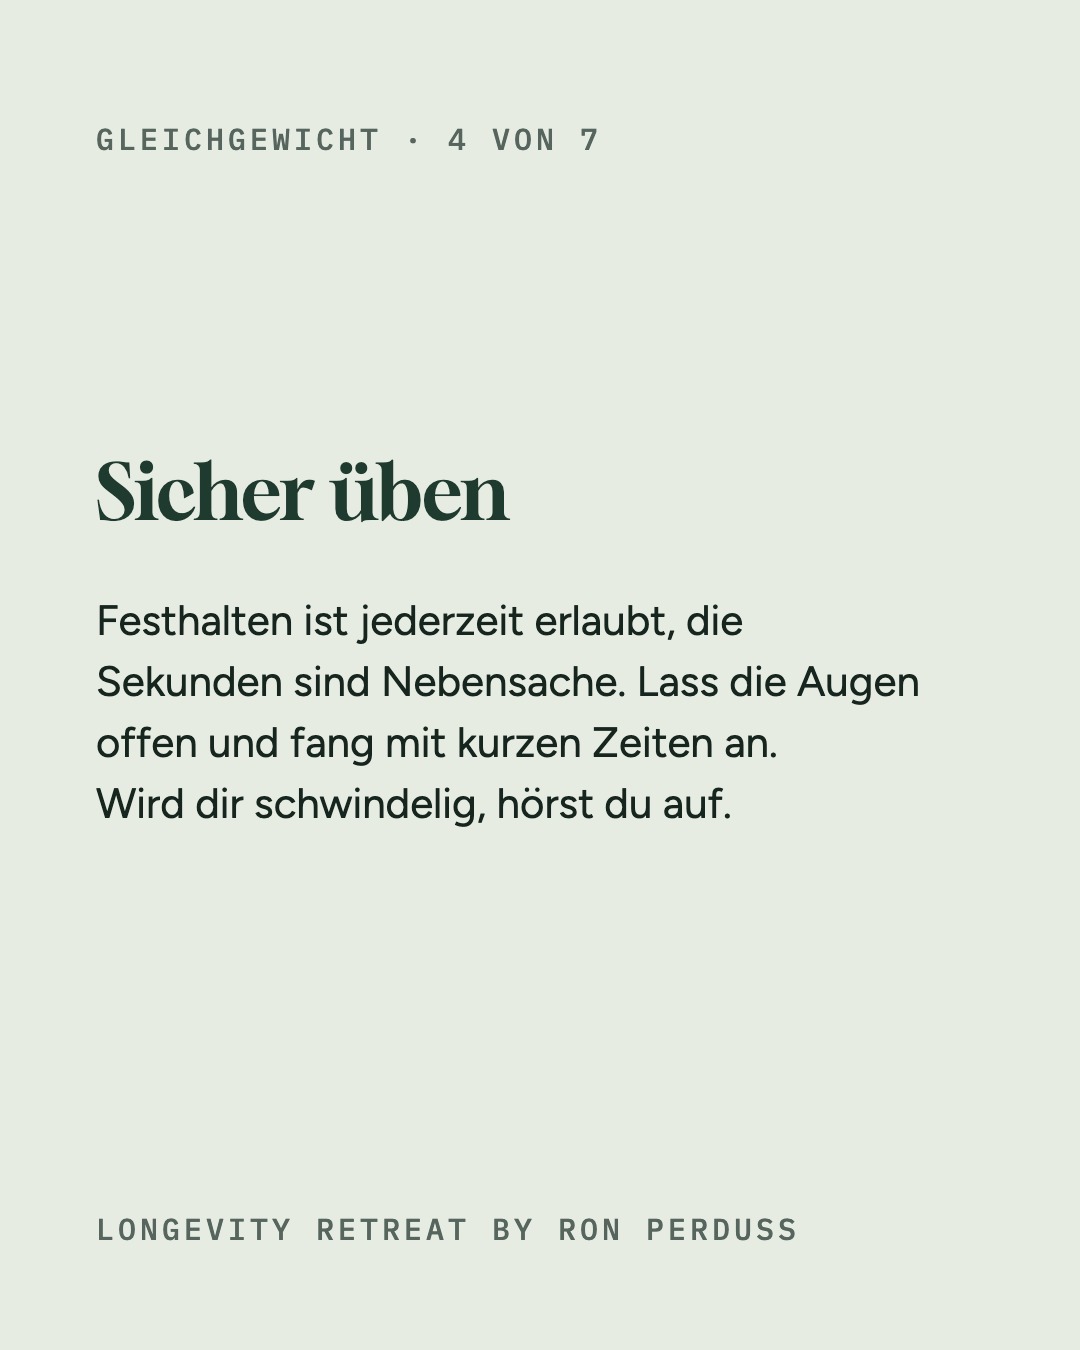 GLEICHGEWICHT · 4 VON 7
Sicher üben
Festhalten ist jederzeit erlaubt, die
Sekunden sind Nebensache. Lass die Augen
offen und fang mit kurzen Zeiten an.
Wird dir schwindelig, hörst du auf.
LONGEVITY RETREAT BY RON PERDUSS